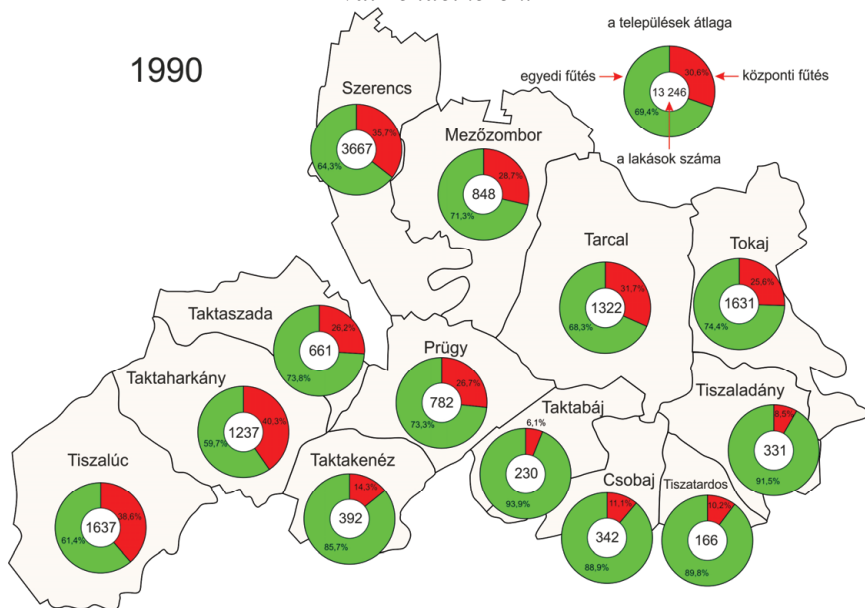 1990
a települések átlaga
egyedi fűtés
központi fűtés
30,6%
13 246
69,4%
a lakások száma
Szerencs
35,7%
3667
64,3%
Mezőzombor
28,7%
848
71,3%
Tarcal
31,7%
1322
68,3%
Tokaj
25,6%
1631
74,4%
Taktaszada
26,2%
661
73,8%
Prügy
26,7%
782
73,3%
Taktaharkány
40,3%
1237
59,7%
Taktabáj
6,1%
230
93,9%
Tiszaladány
8,5%
331
91,5%
Tiszalúc
38,6%
1637
61,4%
Taktakenéz
14,3%
392
85,7%
Csobaj
11,1%
342
88,9%
Tiszatardos
10,2%
166
89,8%